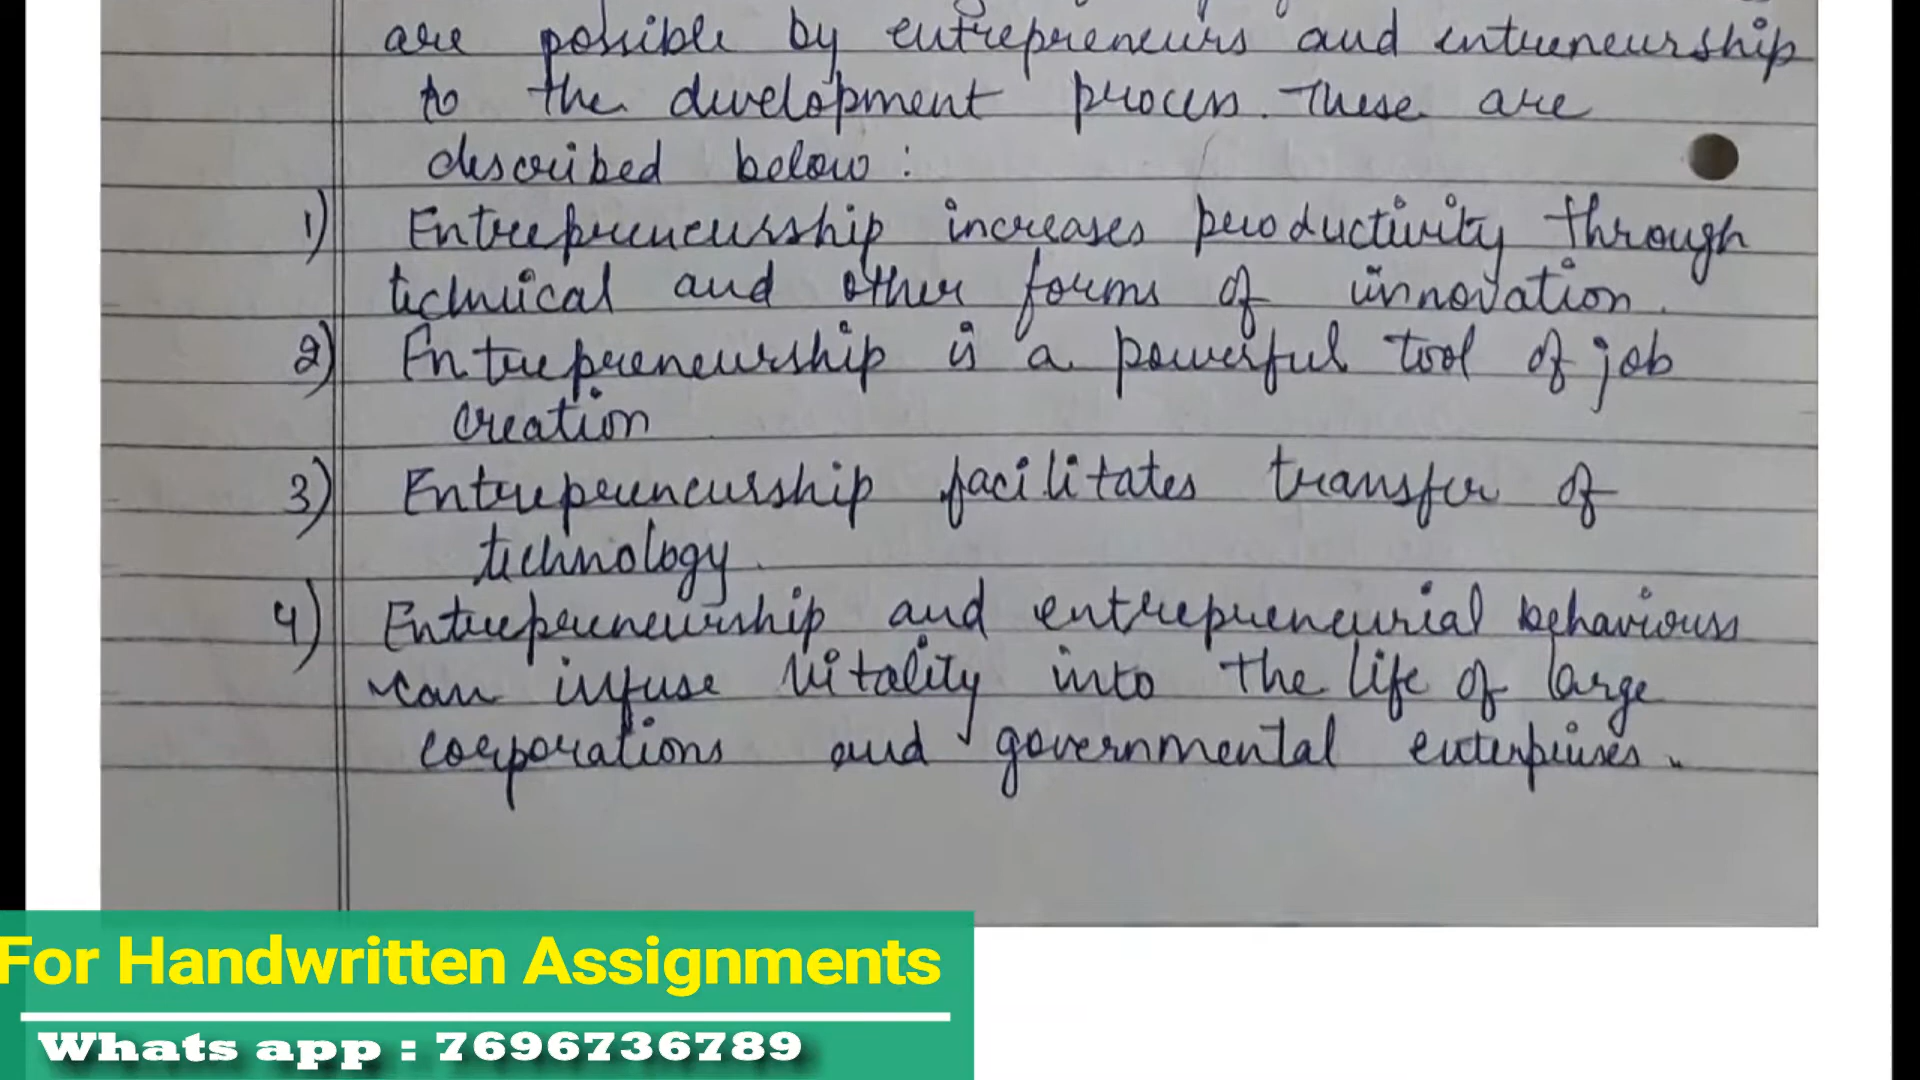 are possible by entrepreneurs and entreneurship
to the development process. These are
described below:
1) Entrepreneurship increases productivity through
technical and other forms of innovation.
2) Entrepreneurship is a powerful tool of job
creation
3) Entrepreneurship facilitates transfer of
technology.
4) Entrepreneurship and entrepreneurial behaviours
can infuse vitality into the life of large
corporations and governmental enterprises.
For Handwritten Assignments
Whats app : 7696736789